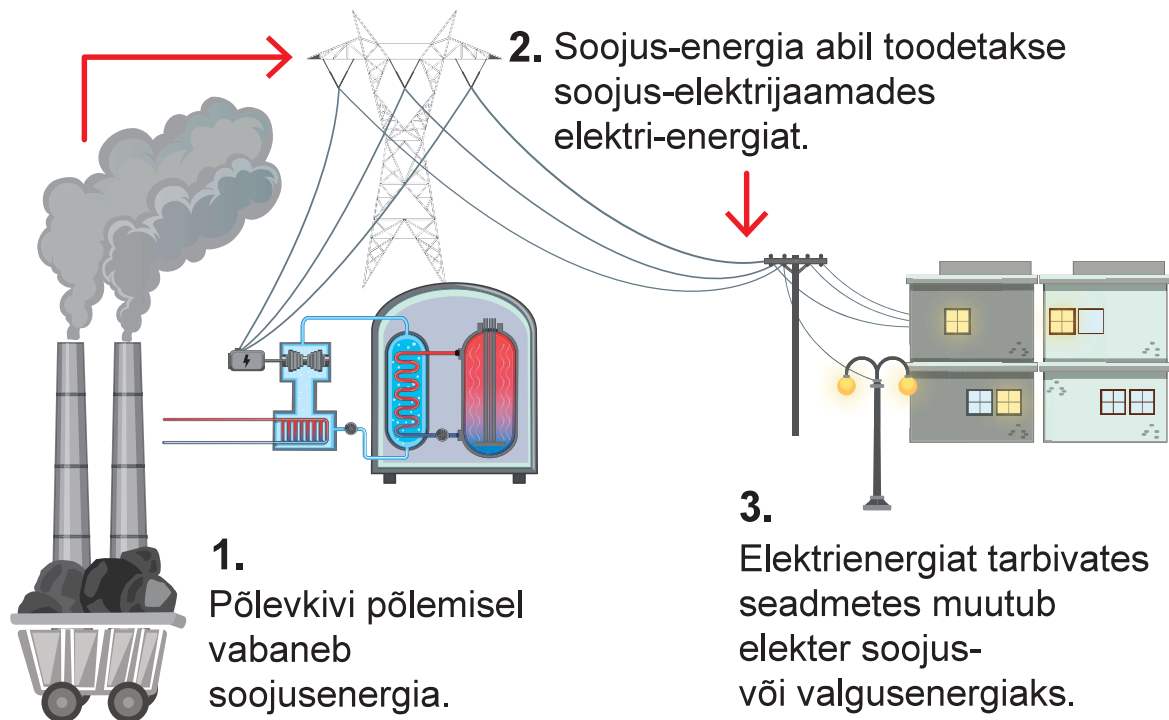 1.
Põlevkivi põlemisel
vabaneb
soojusenergia.
2. Soojus-energia abil toodetakse
soojus-elektrijaamades
elektri-energiat.
3.
Elektrienergiat tarbivates
seadmetes muutub
elekter soojus-
või valgusenergiaks.